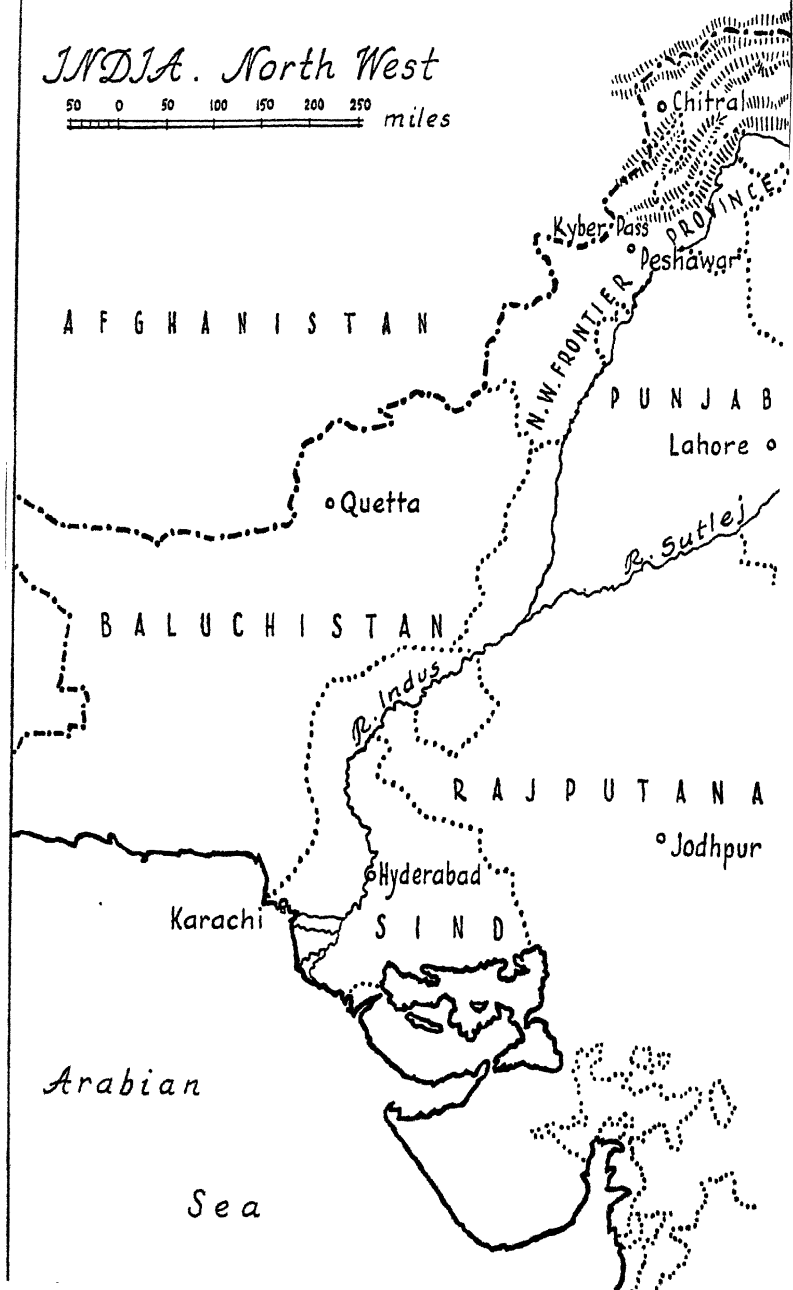 INDIA. North West
50 0 50 100 150 200 250 miles
Chitral
Kyber Pass
PROVINCE
Peshawar
AFGHANISTAN
N.W. FRONTIER
PUNJAB
Lahore
Quetta
R. Sutlej
BALUCHISTAN
R. Indus
RAJPUTANA
Jodhpur
Hyderabad
Karachi
SIND
Arabian
Sea